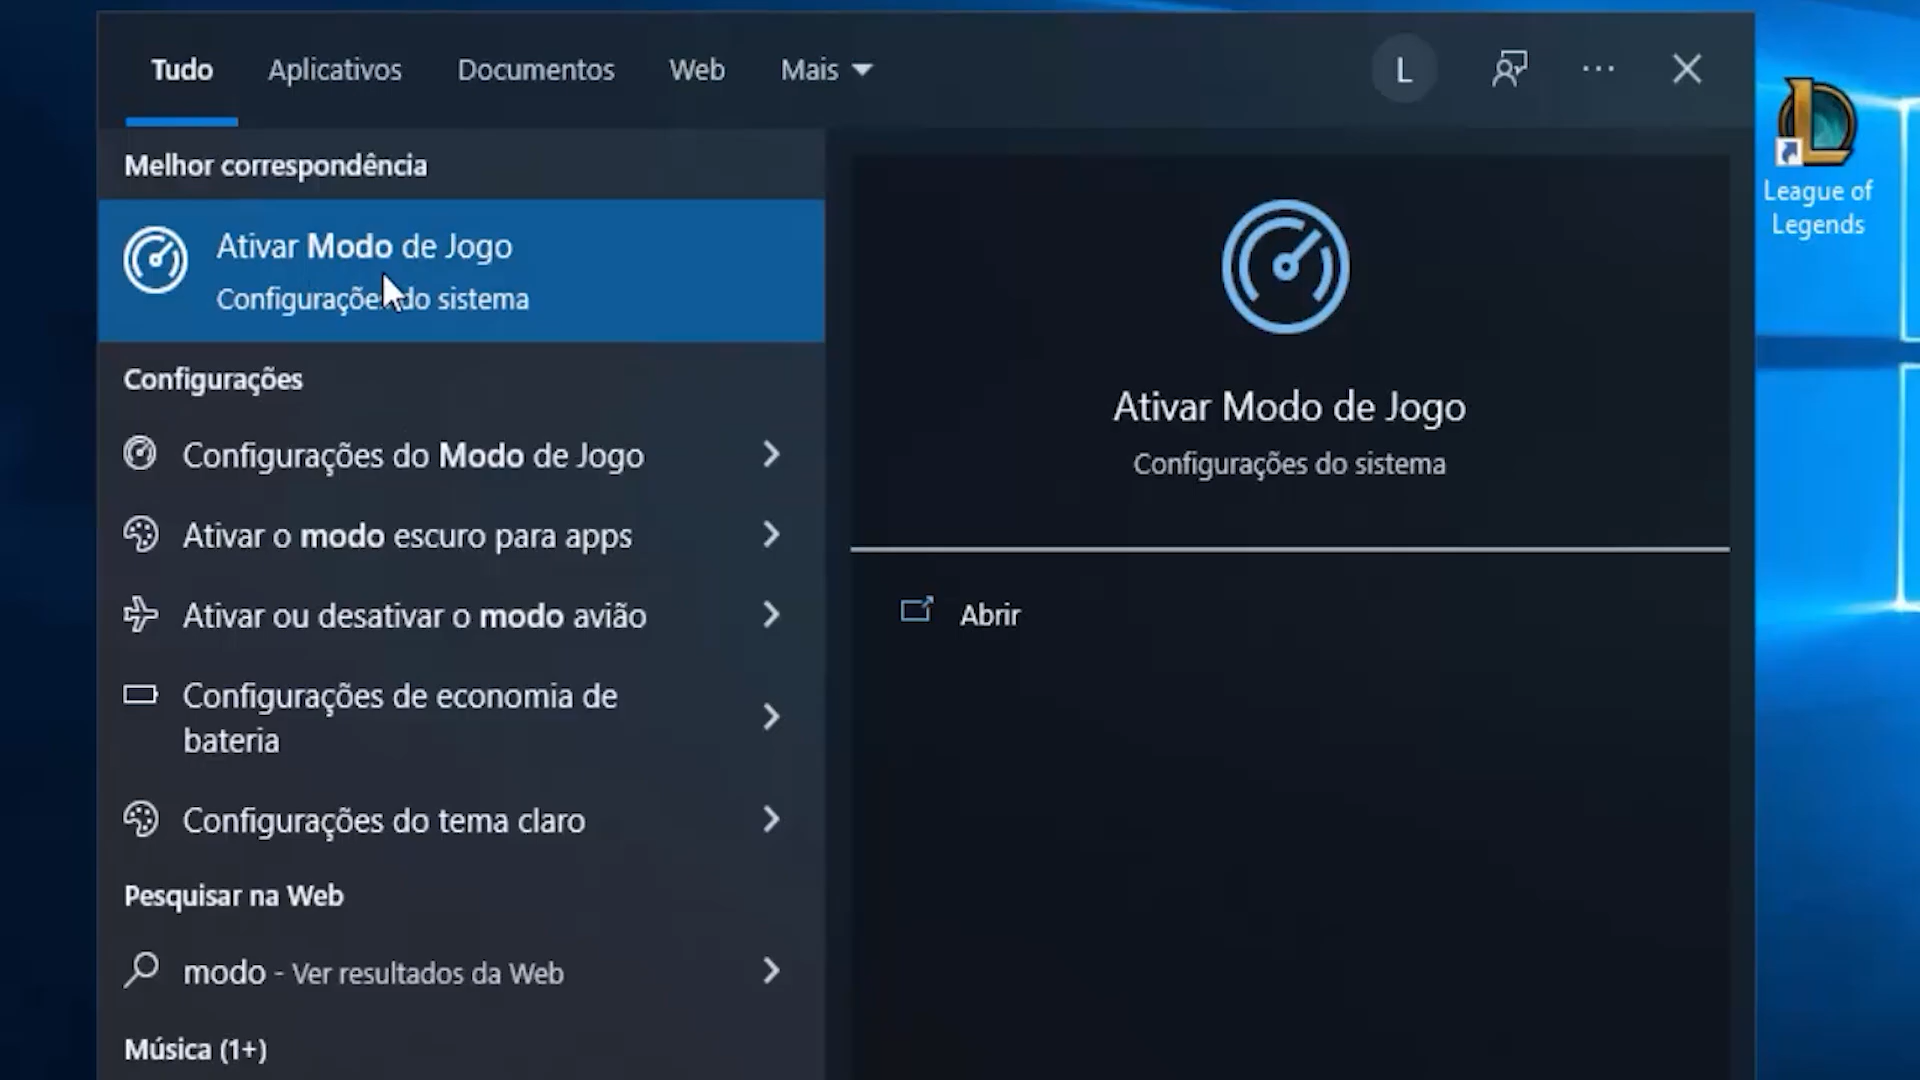 Tudo
Aplicativos
Documentos
Web
Mais
L
Melhor correspondência
Ativar Modo de Jogo
Configurações do sistema
Configurações
Configurações do Modo de Jogo
Ativar o modo escuro para apps
Ativar ou desativar o modo avião
Configurações de economia de
bateria
Configurações do tema claro
Pesquisar na Web
modo - Ver resultados da Web
Música (1+)
Ativar Modo de Jogo
Configurações do sistema
Abrir
League of
Legends